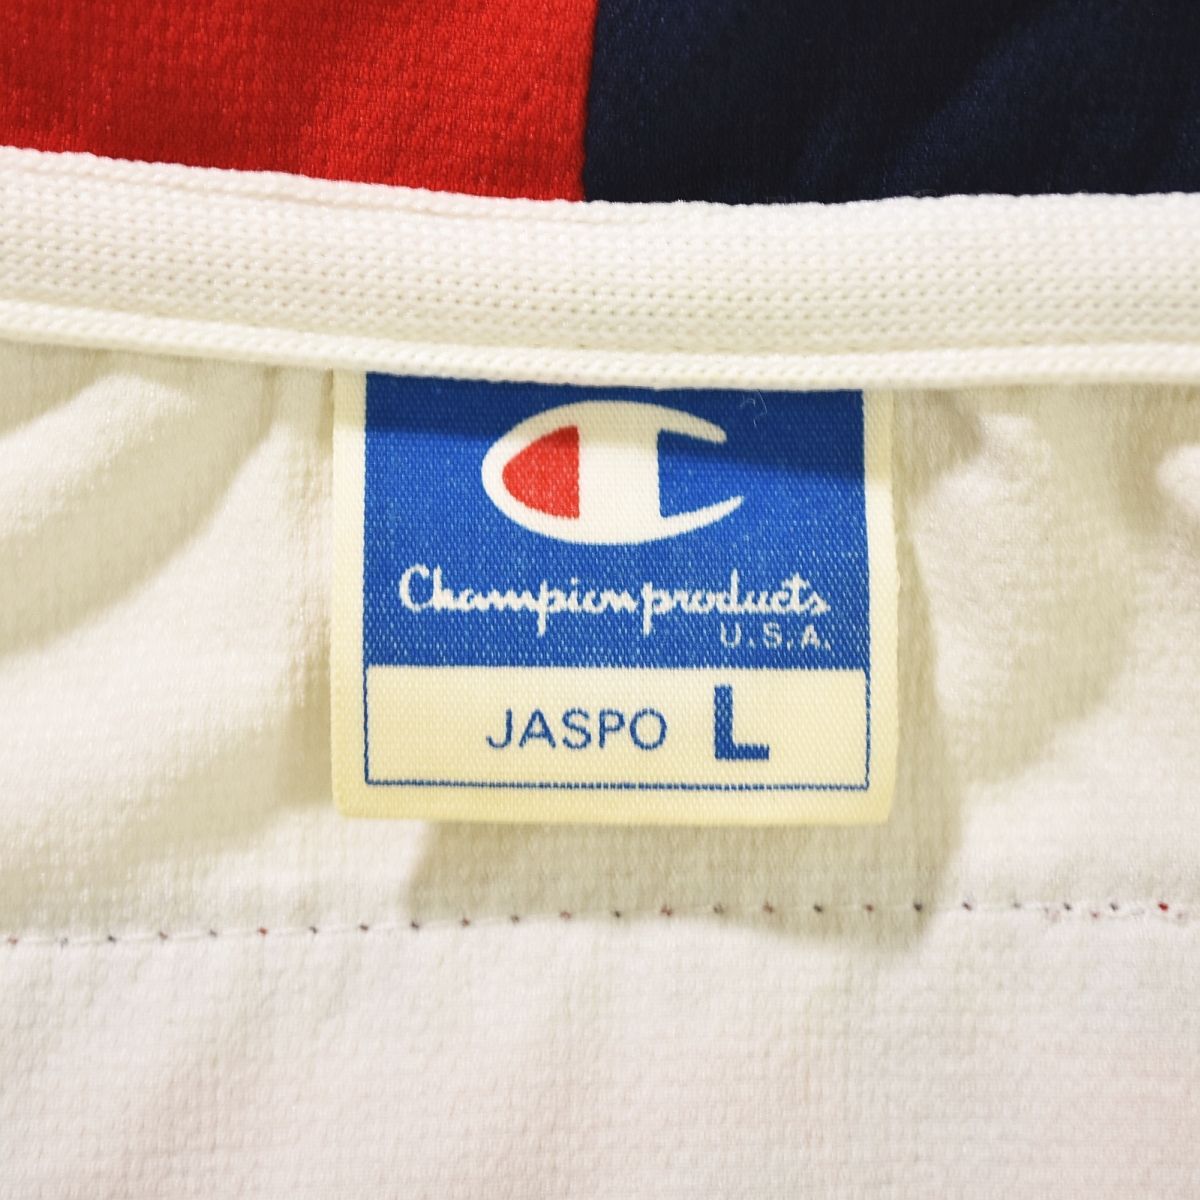 Champion products
U.S.A.
JASPO L